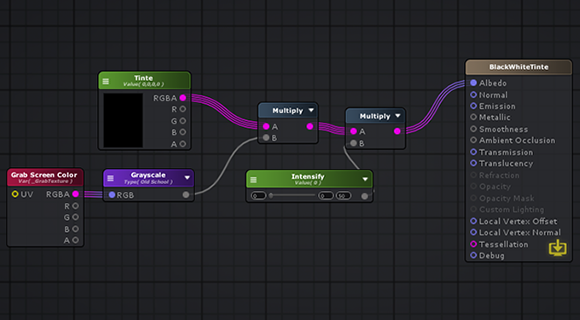 Tinte
Value( 0,0,0,0 )
RGBA
R
G
B
A
Grab Screen Color
Var( _GrabTexture )
UV
RGBA
R
G
B
A
Grayscale
Type( Old School )
RGB
Multiply
A
B
Multiply
A
B
Intensify
Value( 0 )
0 0 50
BlackWhiteTinte
Albedo
Normal
Emission
Metallic
Smoothness
Ambient Occlusion
Transmission
Translucency
Refraction
Opacity
Opacity Mask
Custom Lighting
Local Vertex Offset
Local Vertex Normal
Tessellation
Debug